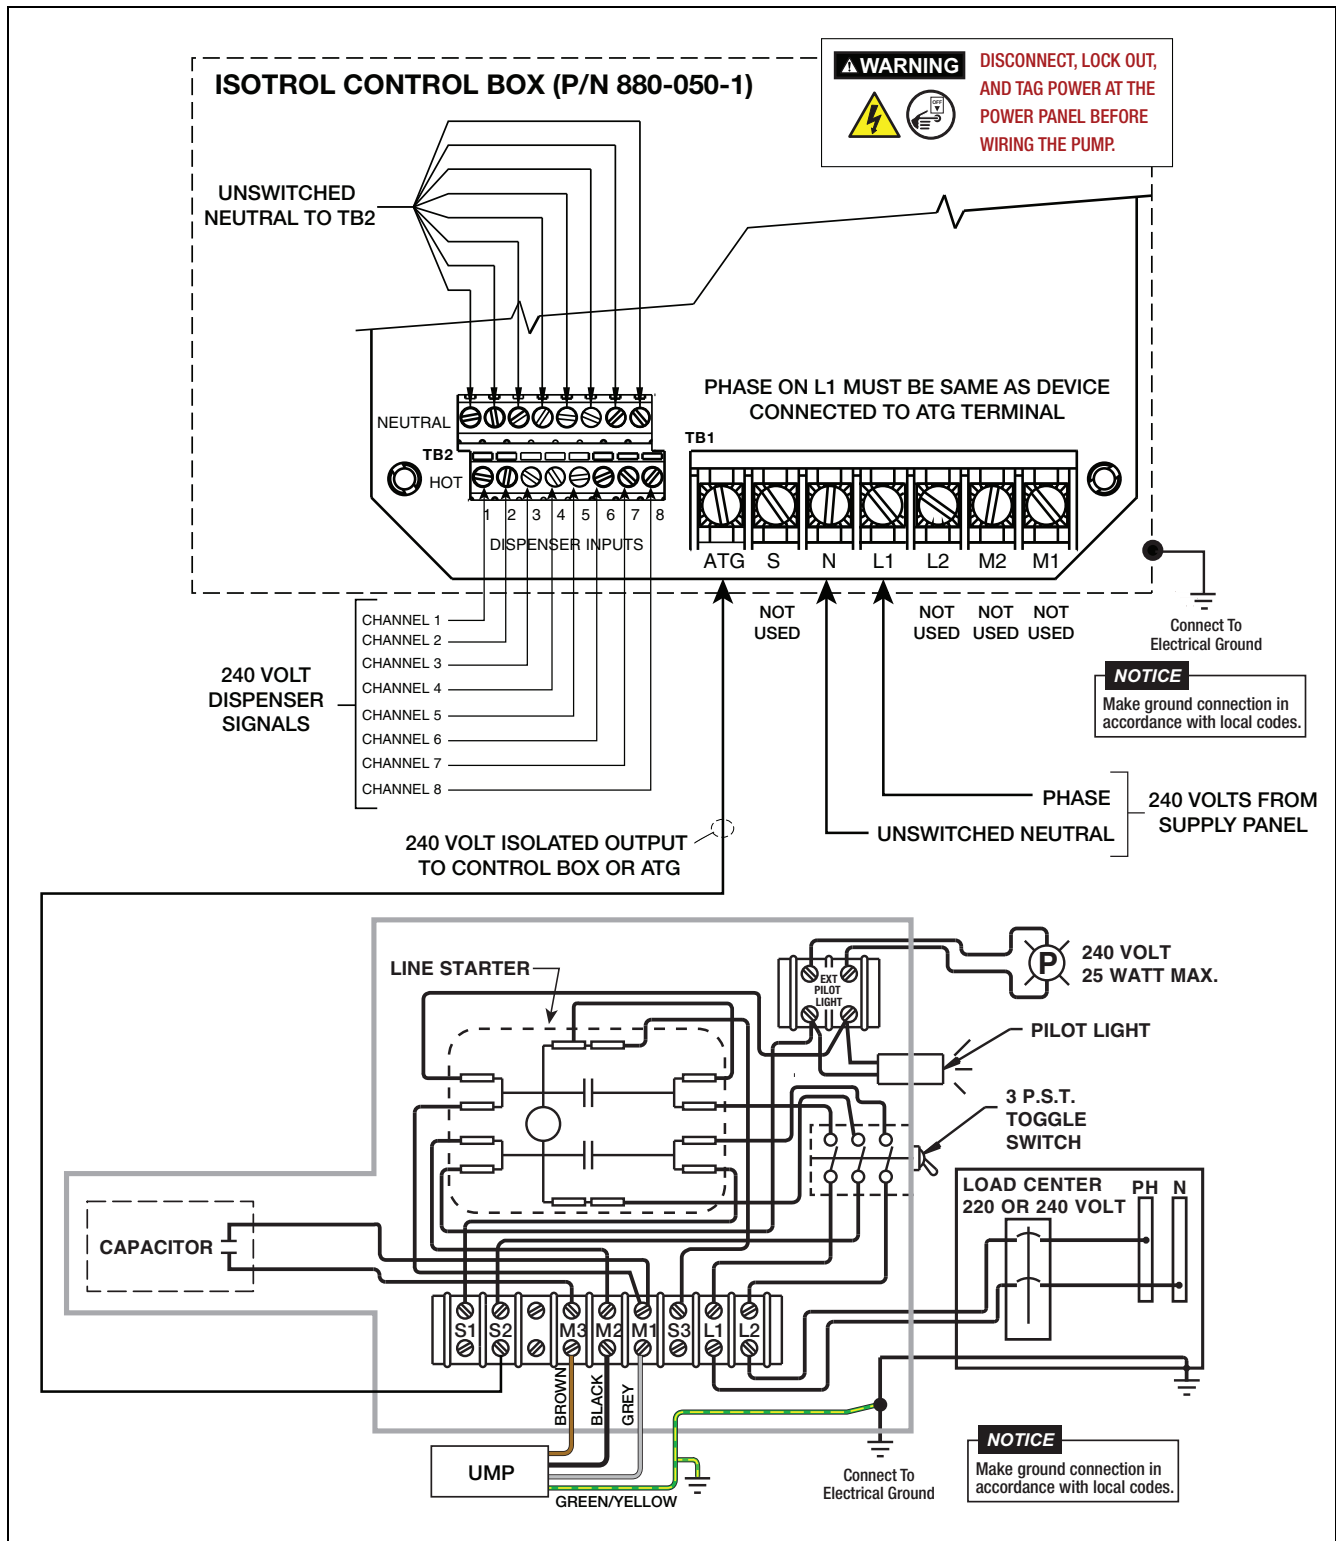 ISOTROL CONTROL BOX (P/N 880-050-1)
WARNING
DISCONNECT, LOCK OUT,
AND TAG POWER AT THE
POWER PANEL BEFORE
WIRING THE PUMP.
OFF
UNSWITCHED
NEUTRAL TO TB2
PHASE ON L1 MUST BE SAME AS DEVICE
CONNECTED TO ATG TERMINAL
NEUTRAL
TB2
HOT
TB1
1 2 3 4 5 6 7 8
DISPENSER INPUTS
ATG S N L1 L2 M2 M1
NOT
USED
NOT
USED
NOT
USED
NOT
USED
Connect To
Electrical Ground
NOTICE
Make ground connection in
accordance with local codes.
240 VOLT
DISPENSER
SIGNALS
CHANNEL 1
CHANNEL 2
CHANNEL 3
CHANNEL 4
CHANNEL 5
CHANNEL 6
CHANNEL 7
CHANNEL 8
PHASE
UNSWITCHED NEUTRAL
240 VOLTS FROM
SUPPLY PANEL
240 VOLT ISOLATED OUTPUT
TO CONTROL BOX OR ATG
LINE STARTER
EXT
PILOT
LIGHT
P
240 VOLT
25 WATT MAX.
PILOT LIGHT
3 P.S.T.
TOGGLE
SWITCH
LOAD CENTER
220 OR 240 VOLT
PH N
CAPACITOR
S1 S2 M3 M2 M1 S3 L1 L2
BROWN
BLACK
GREY
UMP
GREEN/YELLOW
Connect To
Electrical Ground
NOTICE
Make ground connection in
accordance with local codes.